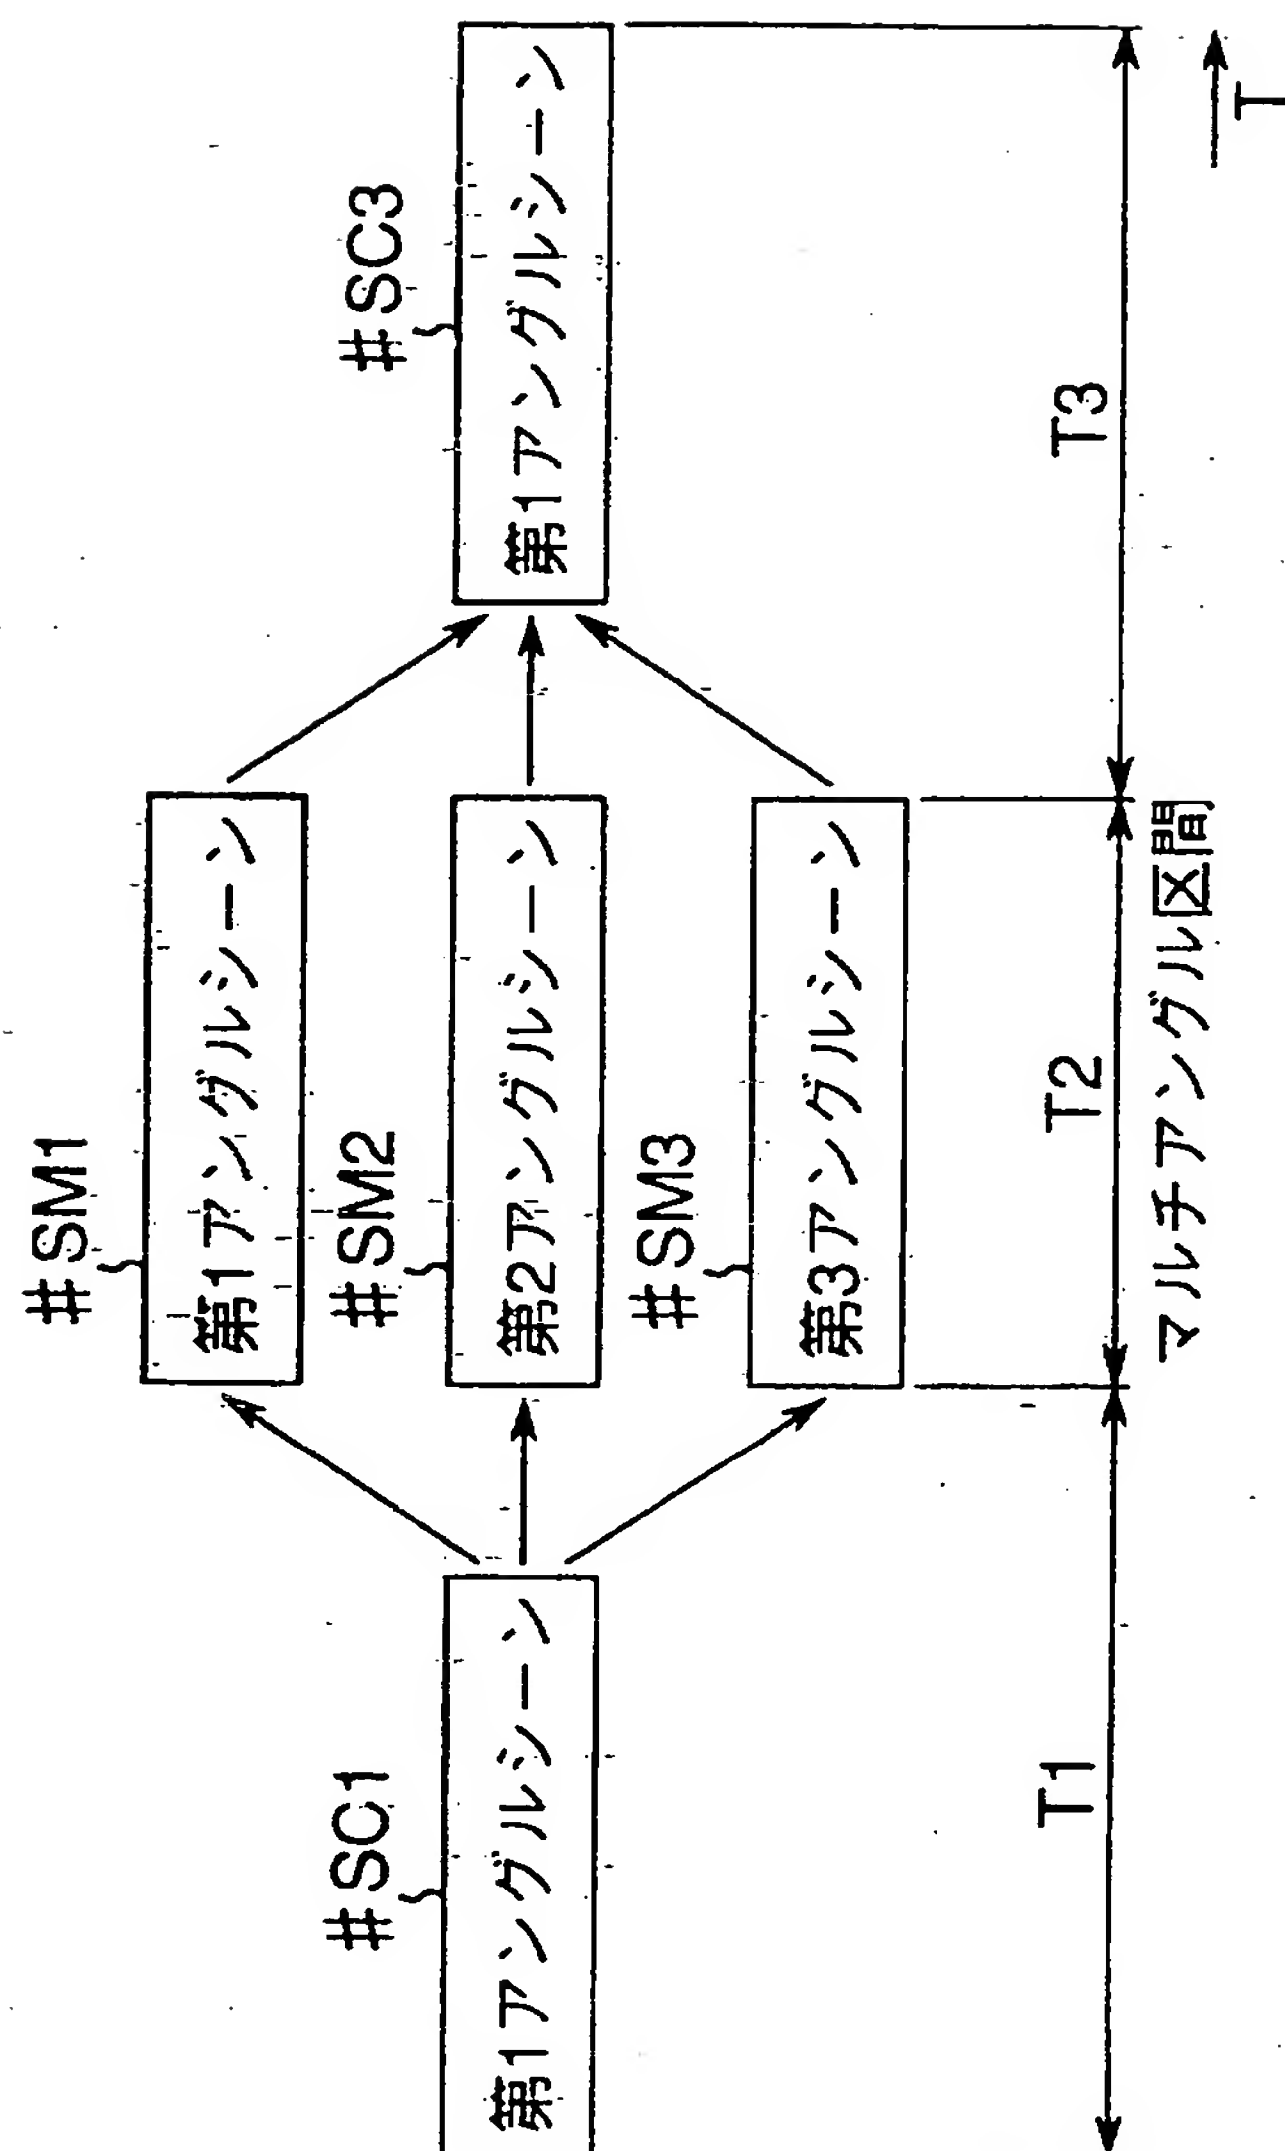 #SM1
第1アングルシーン
#SC1
第1アングルシーン
#SM2
第2アングルシーン
#SC3
第1アングルシーン
#SM3
第3アングルシーン
T1
T2
T3
マルチアングル区間
T